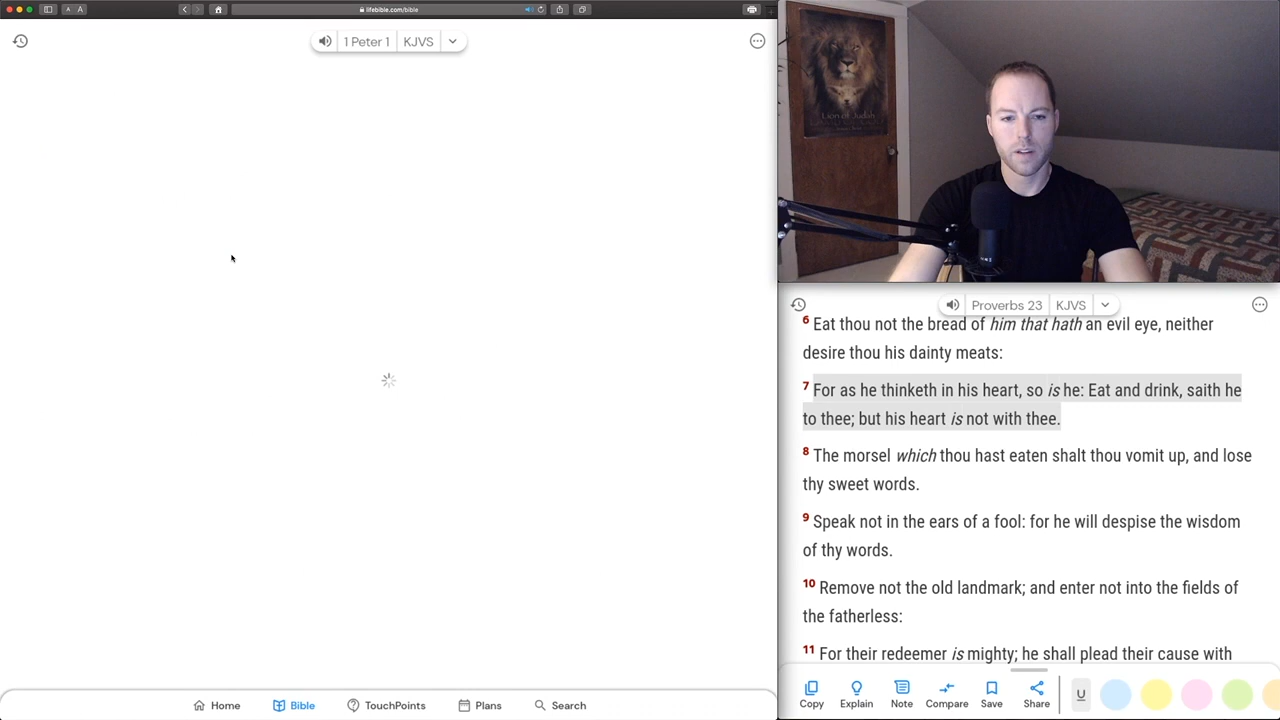 A A
lifebible.com/bible
1 Peter 1 KJVS
Lion of Judah
Proverbs 23 KJVS
6 Eat thou not the bread of him that hath an evil eye, neither
desire thou his dainty meats:
7 For as he thinketh in his heart, so is he: Eat and drink, saith he
to thee; but his heart is not with thee.
8 The morsel which thou hast eaten shalt thou vomit up, and lose
thy sweet words.
9 Speak not in the ears of a fool: for he will despise the wisdom
of thy words.
10 Remove not the old landmark; and enter not into the fields of
the fatherless:
11 For their redeemer is mighty; he shall plead their cause with
Copy Explain Note Compare Save Share U
Home Bible TouchPoints Plans Search